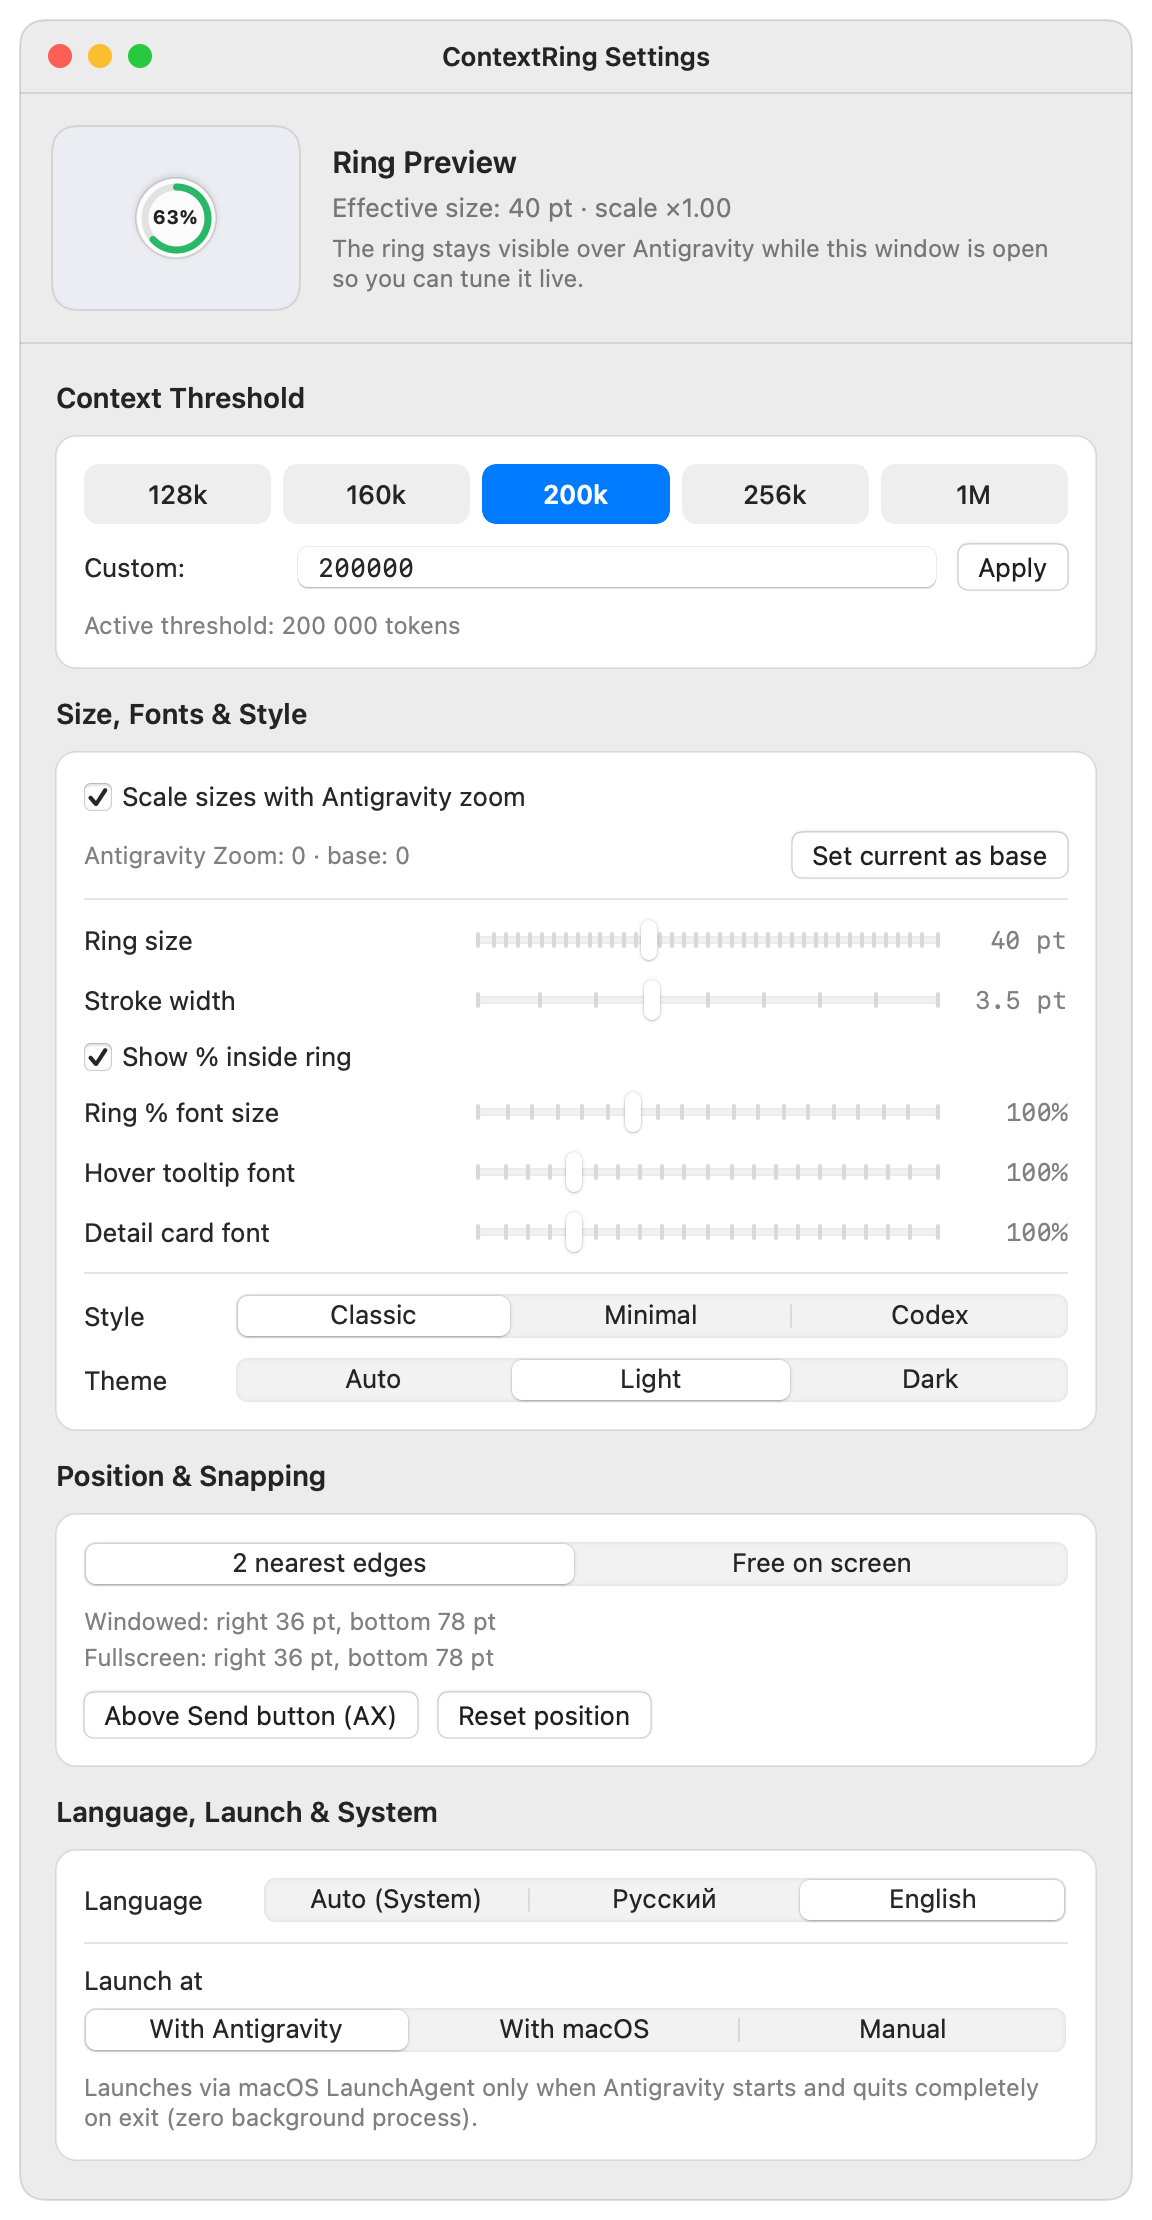 ContextRing Settings
63%
Ring Preview
Effective size: 40 pt · scale ×1.00
The ring stays visible over Antigravity while this window is open
so you can tune it live.
Context Threshold
128k 160k 200k 256k 1M
Custom: 200000 Apply
Active threshold: 200 000 tokens
Size, Fonts & Style
Scale sizes with Antigravity zoom
Antigravity Zoom: 0 · base: 0 Set current as base
Ring size 40 pt
Stroke width 3.5 pt
Show % inside ring
Ring % font size 100%
Hover tooltip font 100%
Detail card font 100%
Style Classic Minimal Codex
Theme Auto Light Dark
Position & Snapping
2 nearest edges Free on screen
Windowed: right 36 pt, bottom 78 pt
Fullscreen: right 36 pt, bottom 78 pt
Above Send button (AX) Reset position
Language, Launch & System
Language Auto (System) Русский English
Launch at
With Antigravity With macOS Manual
Launches via macOS LaunchAgent only when Antigravity starts and quits completely
on exit (zero background process).